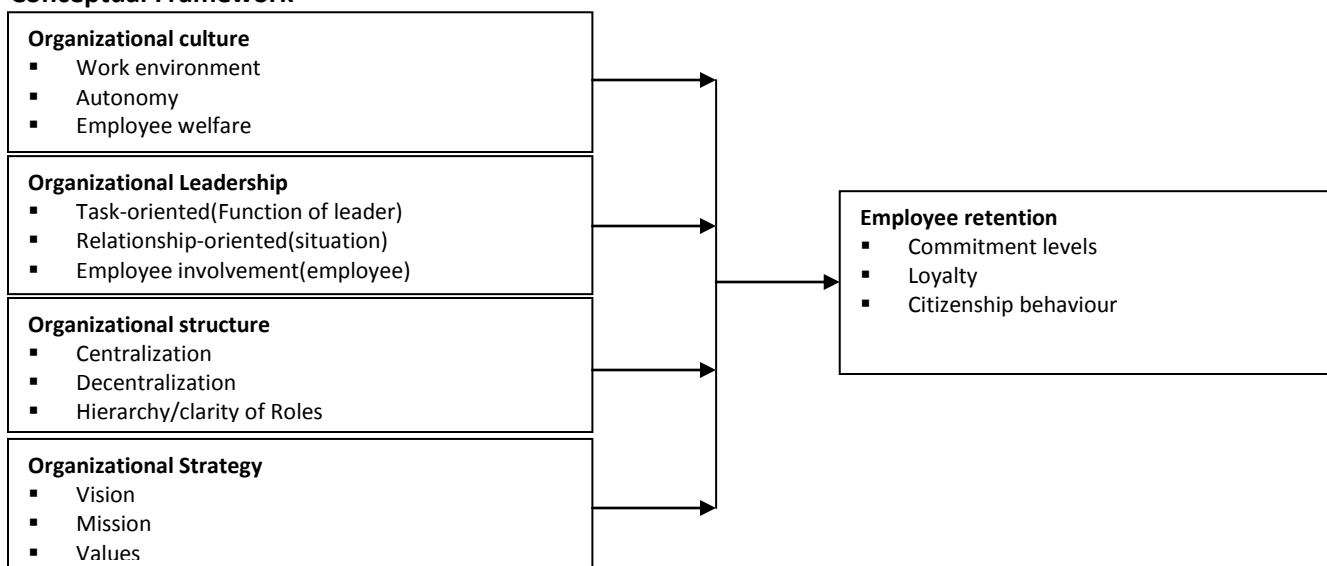 Conceptual Framework
Organizational culture
▪ Work environment
▪ Autonomy
▪ Employee welfare
Organizational Leadership
▪ Task-oriented(Function of leader)
▪ Relationship-oriented(situation)
▪ Employee involvement(employee)
Organizational structure
▪ Centralization
▪ Decentralization
▪ Hierarchy/clarity of Roles
Organizational Strategy
▪ Vision
▪ Mission
▪ Values
Employee retention
▪ Commitment levels
▪ Loyalty
▪ Citizenship behaviour